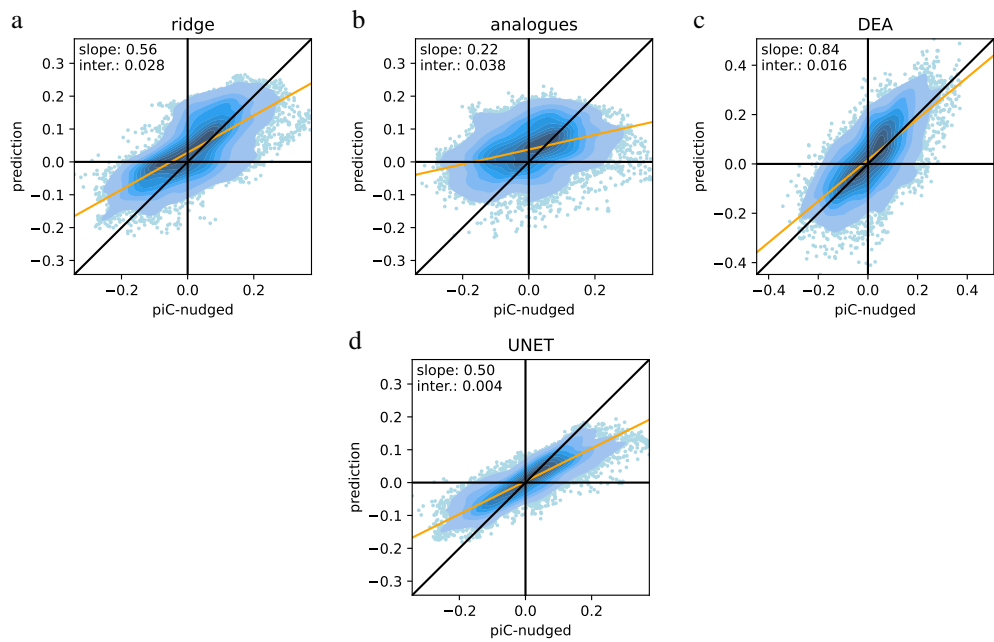 a
ridge
slope: 0.56
inter.: 0.028
0.3
0.2
0.1
0.0
−0.1
−0.2
−0.3
prediction
−0.2
0.0
0.2
piC-nudged
b
analogues
slope: 0.22
inter.: 0.038
0.3
0.2
0.1
0.0
−0.1
−0.2
−0.3
prediction
−0.2
0.0
0.2
piC-nudged
c
DEA
slope: 0.84
inter.: 0.016
0.4
0.2
0.0
−0.2
−0.4
prediction
−0.4
−0.2
0.0
0.2
0.4
piC-nudged
d
UNET
slope: 0.50
inter.: 0.004
0.3
0.2
0.1
0.0
−0.1
−0.2
−0.3
prediction
−0.2
0.0
0.2
piC-nudged